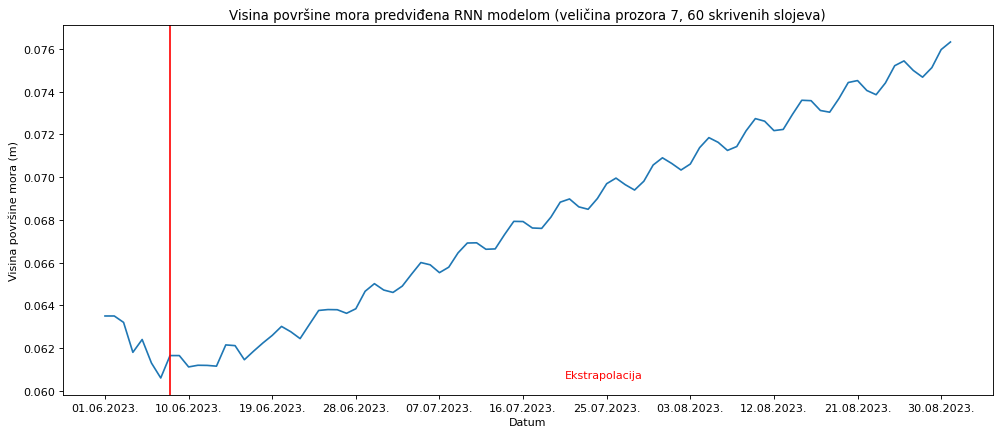 Visina površine mora predviđena RNN modelom (veličina prozora 7, 60 skrivenih slojeva)
Visina površine mora (m)
0.076
0.074
0.072
0.070
0.068
0.066
0.064
0.062
0.060
Ekstrapolacija
01.06.2023. 10.06.2023. 19.06.2023. 28.06.2023. 07.07.2023. 16.07.2023. 25.07.2023. 03.08.2023. 12.08.2023. 21.08.2023. 30.08.2023.
Datum